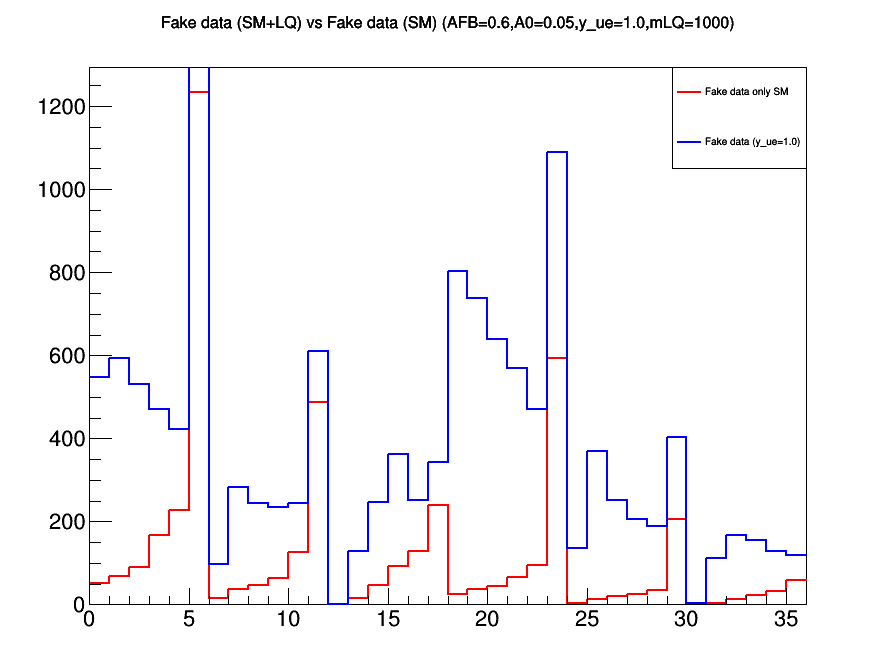 Fake data (SM+LQ) vs Fake data (SM) (AFB=0.6,A0=0.05,y_ue=1.0,mLQ=1000)
Fake data only SM
Fake data (y_ue=1.0)
1200
1000
800
600
400
200
0
0 5 10 15 20 25 30 35